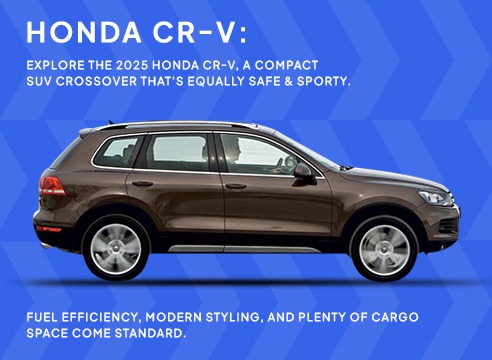 HONDA CR-V:
EXPLORE THE 2025 HONDA CR-V, A COMPACT
SUV CROSSOVER THAT'S EQUALLY SAFE & SPORTY.
FUEL EFFICIENCY, MODERN STYLING, AND PLENTY OF CARGO
SPACE COME STANDARD.